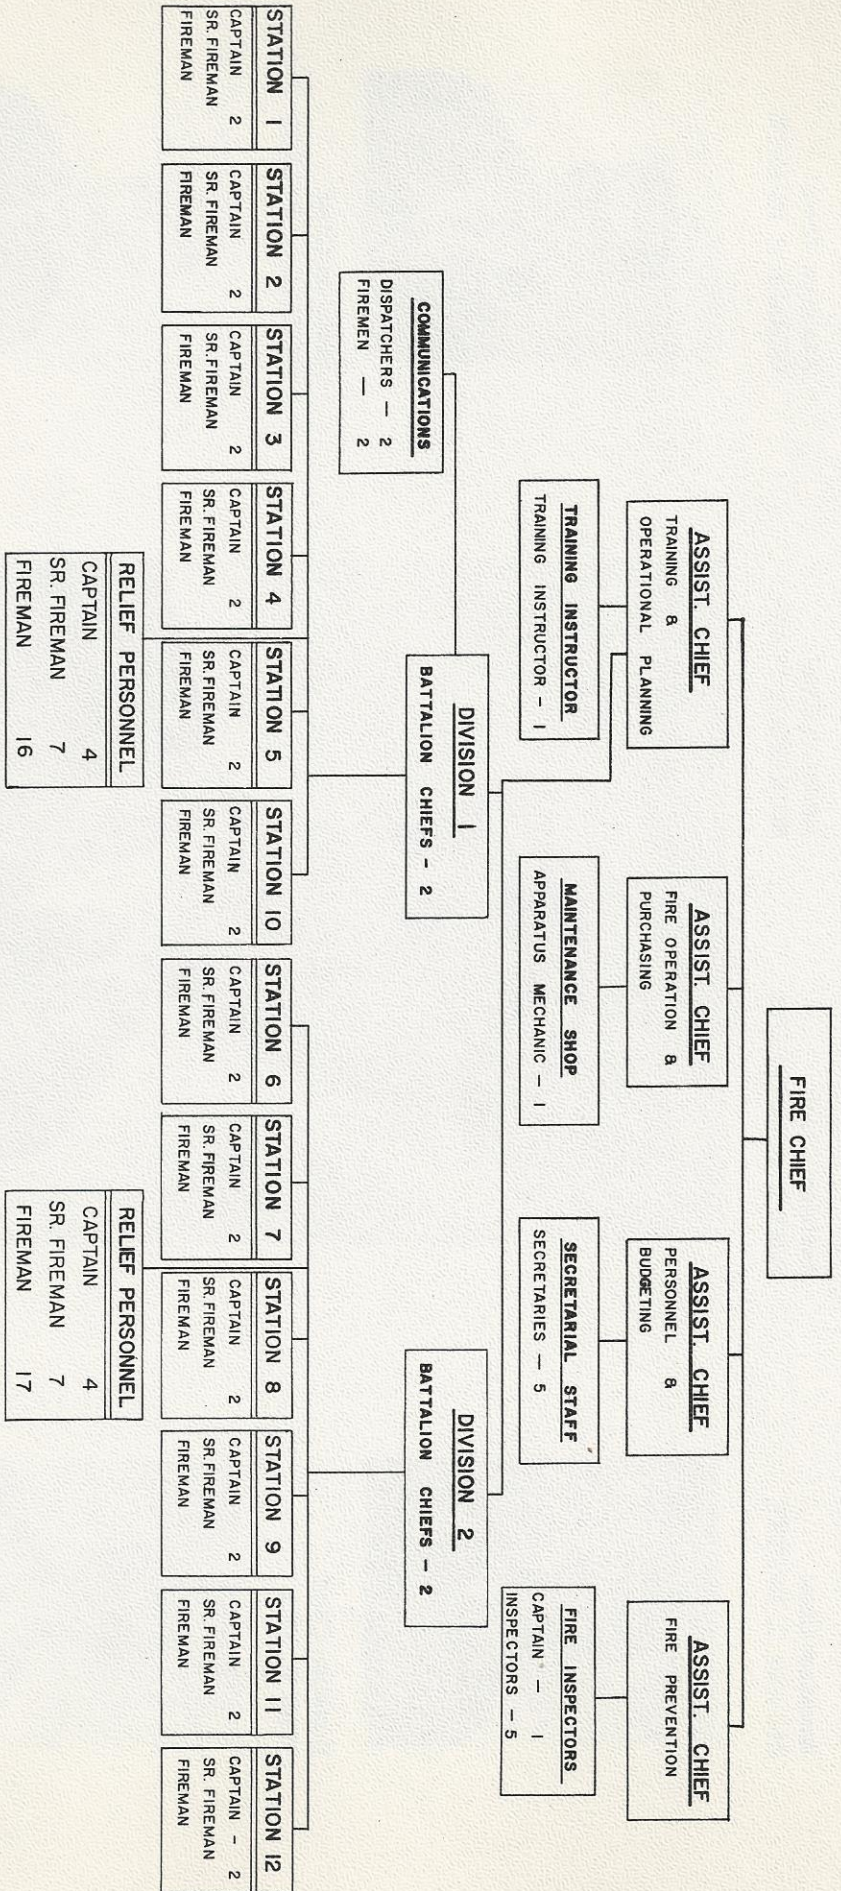 FIRE CHIEF
ASSIST. CHIEF
TRAINING &
OPERATIONAL PLANNING
ASSIST. CHIEF
FIRE OPERATION &
PURCHASING
ASSIST. CHIEF
PERSONNEL &
BUDGETING
ASSIST. CHIEF
FIRE PREVENTION
TRAINING INSTRUCTOR
TRAINING INSTRUCTOR - 1
MAINTENANCE SHOP
APPARATUS MECHANIC - 1
SECRETARIAL STAFF
SECRETARIES - 5
FIRE INSPECTORS
CAPTAIN - 1
INSPECTORS - 5
DIVISION 1
BATTALION CHIEFS - 2
DIVISION 2
BATTALION CHIEFS - 2
COMMUNICATIONS
DISPATCHERS - 2
FIREMEN - 2
STATION 1
CAPTAIN 2
SR. FIREMAN
FIREMAN
STATION 2
CAPTAIN 2
SR. FIREMAN
FIREMAN
STATION 3
CAPTAIN 2
SR. FIREMAN
FIREMAN
STATION 4
CAPTAIN 2
SR. FIREMAN
FIREMAN
STATION 5
CAPTAIN 2
SR. FIREMAN
FIREMAN
STATION 10
CAPTAIN 2
SR. FIREMAN
FIREMAN
STATION 6
CAPTAIN 2
SR. FIREMAN
FIREMAN
STATION 7
CAPTAIN 2
SR. FIREMAN
FIREMAN
STATION 8
CAPTAIN 2
SR. FIREMAN
FIREMAN
STATION 9
CAPTAIN 2
SR. FIREMAN
FIREMAN
STATION 11
CAPTAIN 2
SR. FIREMAN
FIREMAN
STATION 12
CAPTAIN - 2
SR. FIREMAN
FIREMAN
RELIEF PERSONNEL
CAPTAIN 4
SR. FIREMAN 7
FIREMAN 16
RELIEF PERSONNEL
CAPTAIN 4
SR. FIREMAN 7
FIREMAN 17